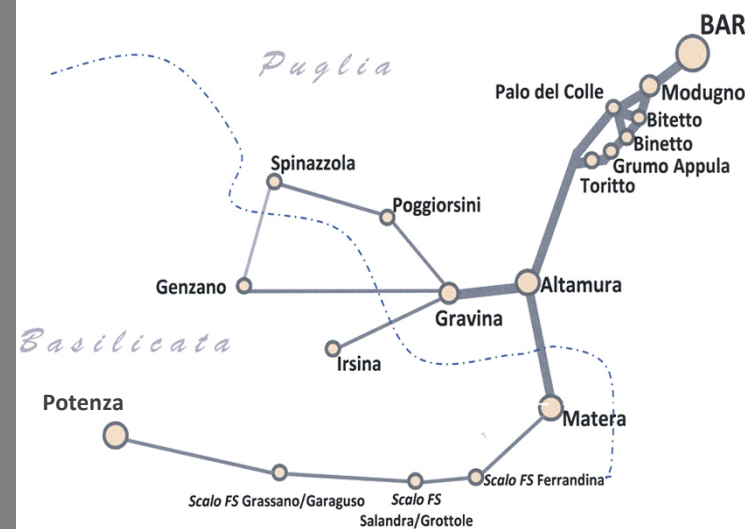 BAR
Puglia
Palo del Colle
Modugno
Bitetto
Binetto
Grumo Appula
Toritto
Spinazzola
Poggiorsini
Genzano
Altamura
Gravina
Basilicata
Irsina
Potenza
Matera
Scalo FS Ferrandina
Scalo FS Grassano/Garaguso
Scalo FS
Salandra/Grottole